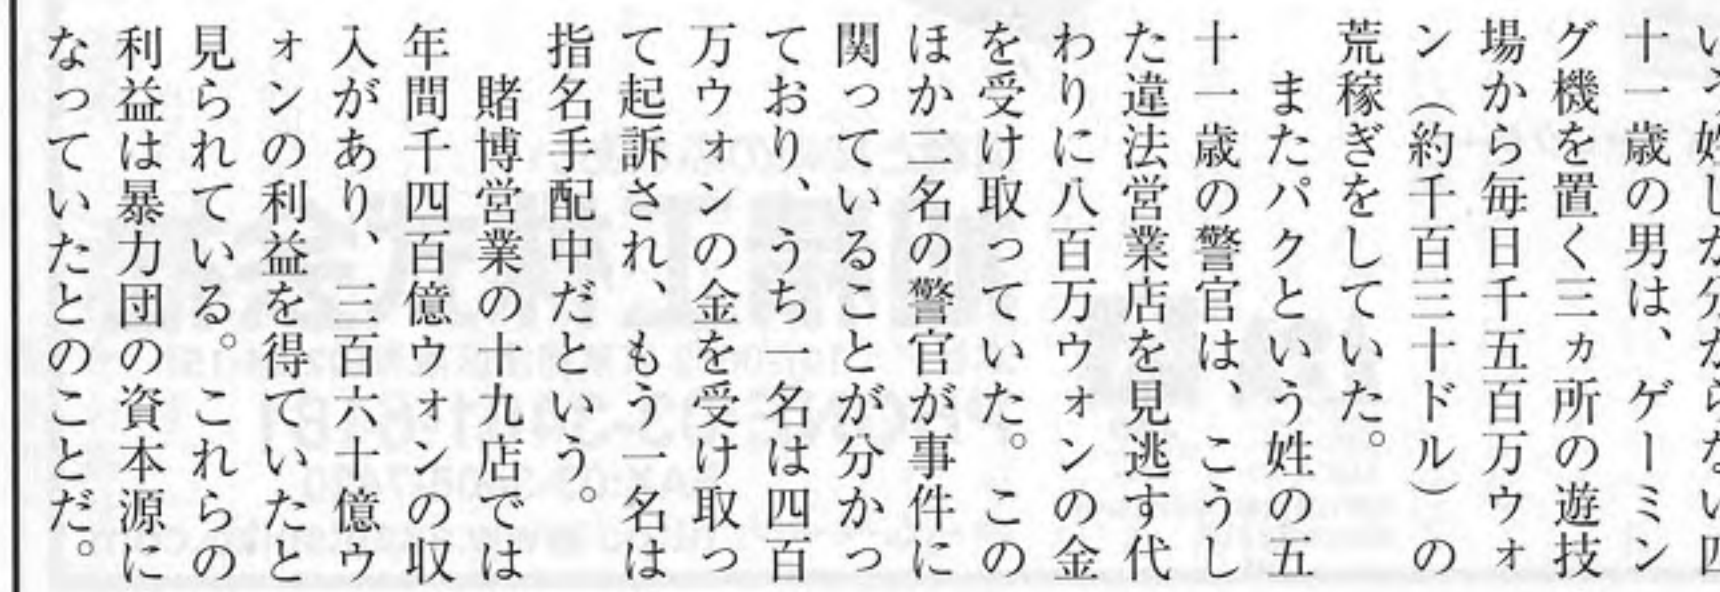 十一歳の男は、ゲーミン
グ機を置く三ヵ所の遊技
場から毎日千五百万ウォ
ン（約千百三十ドル）の
荒稼ぎをしていた。
またパクという姓の五
十一歳の警官は、こうし
た違法営業店を見逃す代
わりに八百万ウォンの金
を受け取っていた。この
ほか二名の警官が事件に
関っていることが分かっ
ており、うち一名は四百
万ウォンの金を受け取っ
て起訴され、もう一名は
指名手配中だという。
賭博営業の十九店では
年間千四百億ウォンの収
入があり、三百六十億ウ
ォンの利益を得ていたと
見られている。これらの
利益は暴力団の資本源に
なっていたとのことだ。